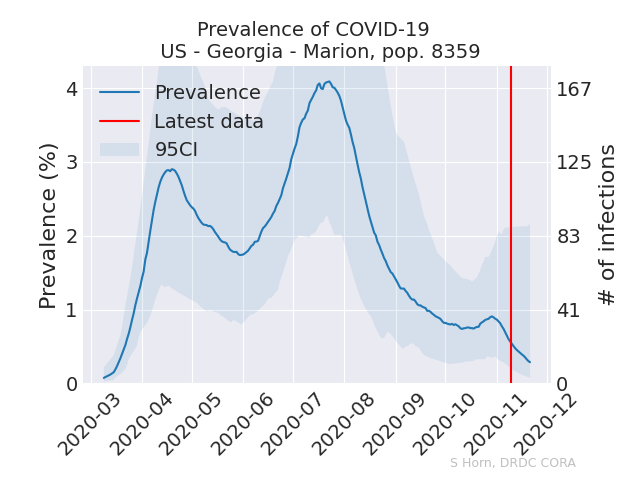 Prevalence of COVID-19
US - Georgia - Marion, pop. 8359
Prevalence
Latest data
95CI
Prevalence (%)
4
3
2
1
0
# of infections
167
125
83
41
0
2020-03
2020-04
2020-05
2020-06
2020-07
2020-08
2020-09
2020-10
2020-11
2020-12
S Horn, DRDC CORA